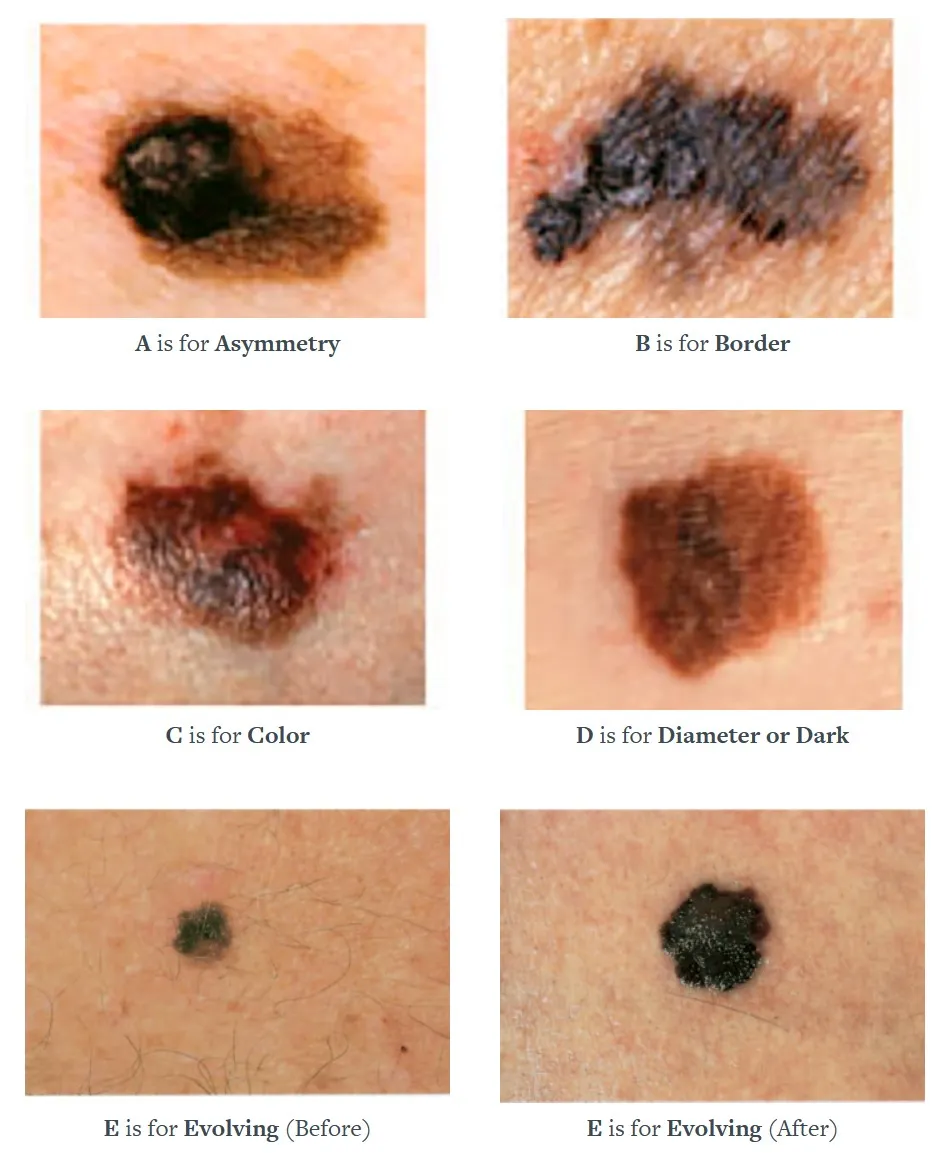 A is for Asymmetry
B is for Border
C is for Color
D is for Diameter or Dark
E is for Evolving (Before)
E is for Evolving (After)